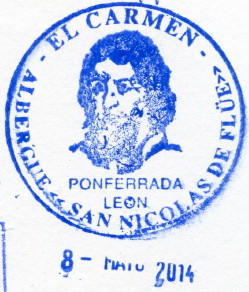 - EL CARMEN -
ALBERGUE « SAN NICOLAS DE FLÜE »
PONFERRADA
LEON
8 - MAYO 2014